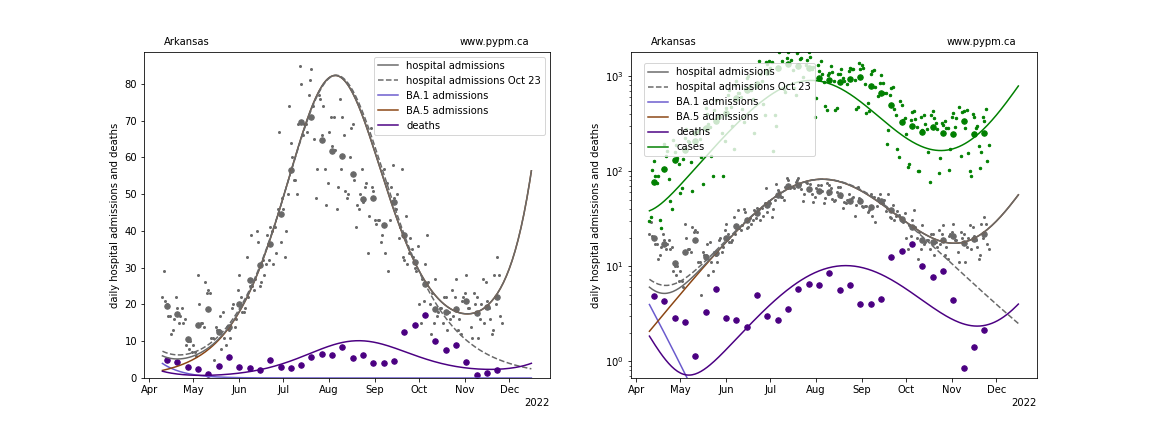 Arkansas www.pypm.ca
daily hospital admissions and deaths
80
70
60
50
40
30
20
10
0
hospital admissions
hospital admissions Oct 23
BA.1 admissions
BA.5 admissions
deaths
Apr May Jun Jul Aug Sep Oct Nov Dec
2022
Arkansas www.pypm.ca
daily hospital admissions and deaths
10³
10²
10¹
10⁰
hospital admissions
hospital admissions Oct 23
BA.1 admissions
BA.5 admissions
deaths
cases
Apr May Jun Jul Aug Sep Oct Nov Dec
2022